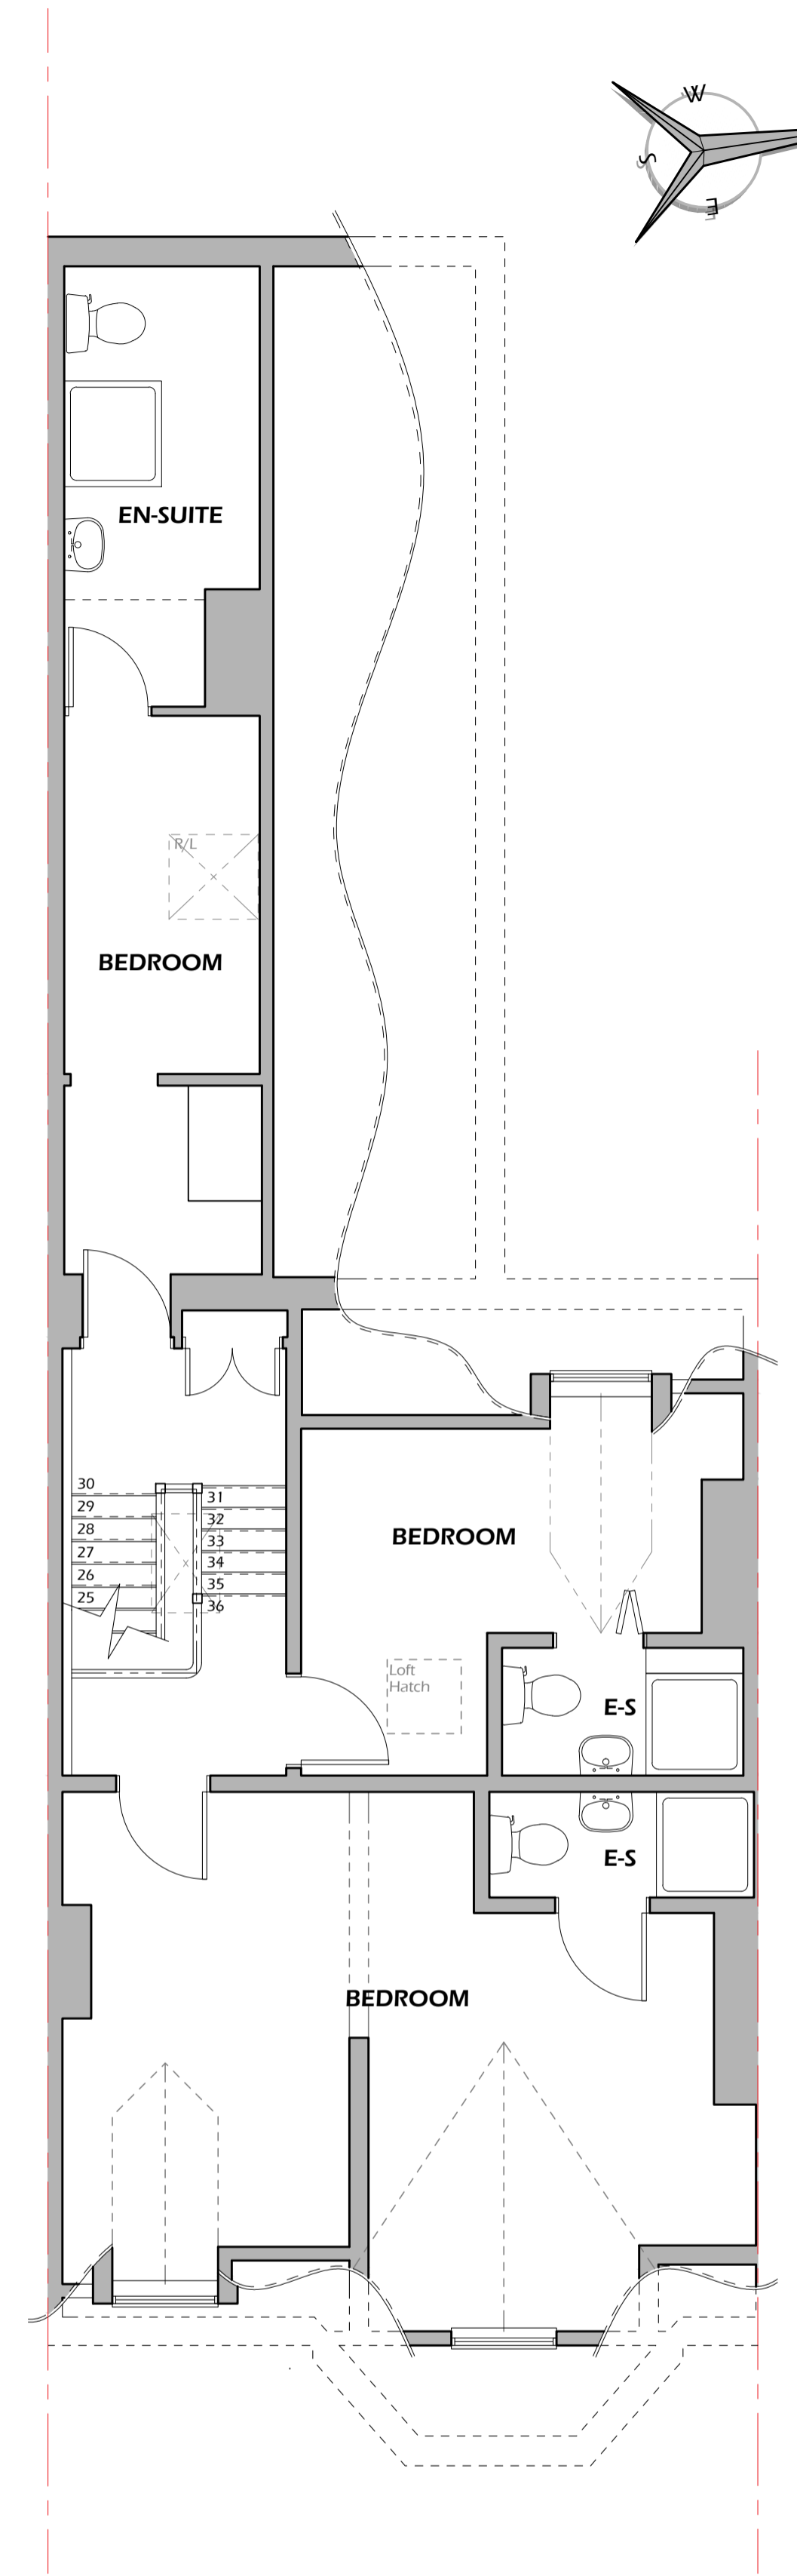 W
S
E
EN-SUITE
R/L
BEDROOM
30
29
28
27
26
25
31
32
33
34
35
36
BEDROOM
Loft
Hatch
E-S
E-S
BEDROOM